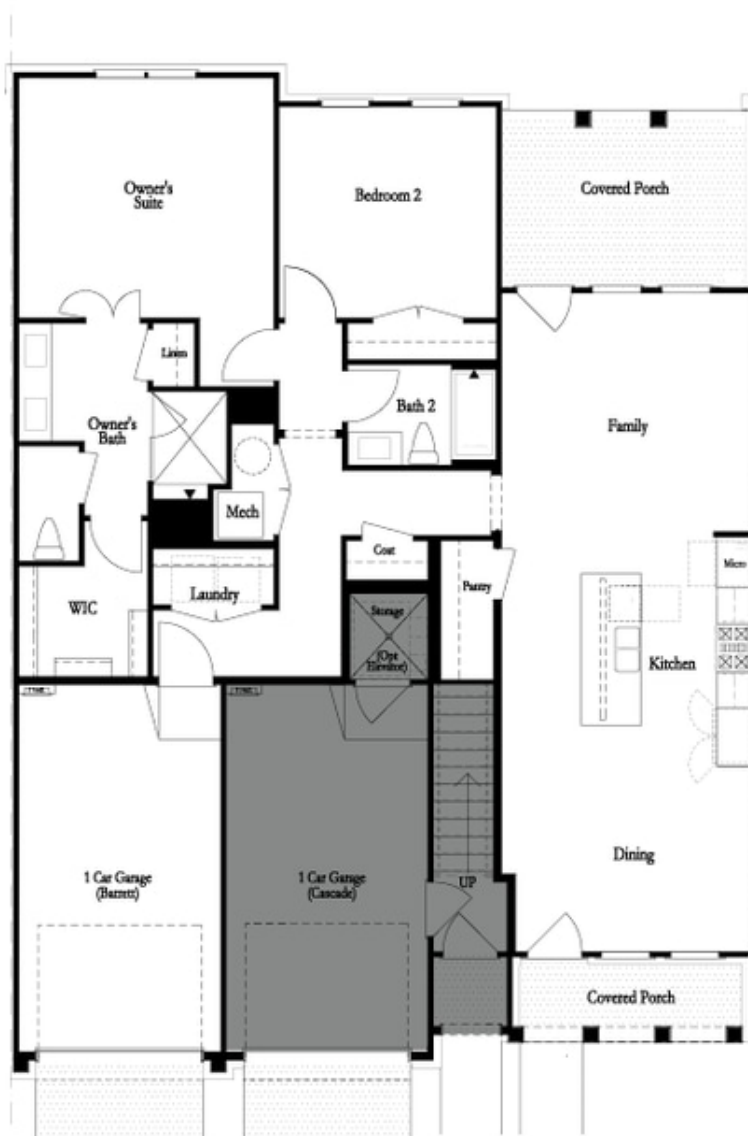 Owner's
Suite
Bedroom 2
Covered Porch
Linen
Owner's
Bath
Bath 2
Family
Mech
Coat
Micro
Pantry
Laundry
WIC
Storage
(Opt
Elevator)
Kitchen
Dining
1 Car Garage
(Barrett)
1 Car Garage
(Cascade)
UP
Covered Porch